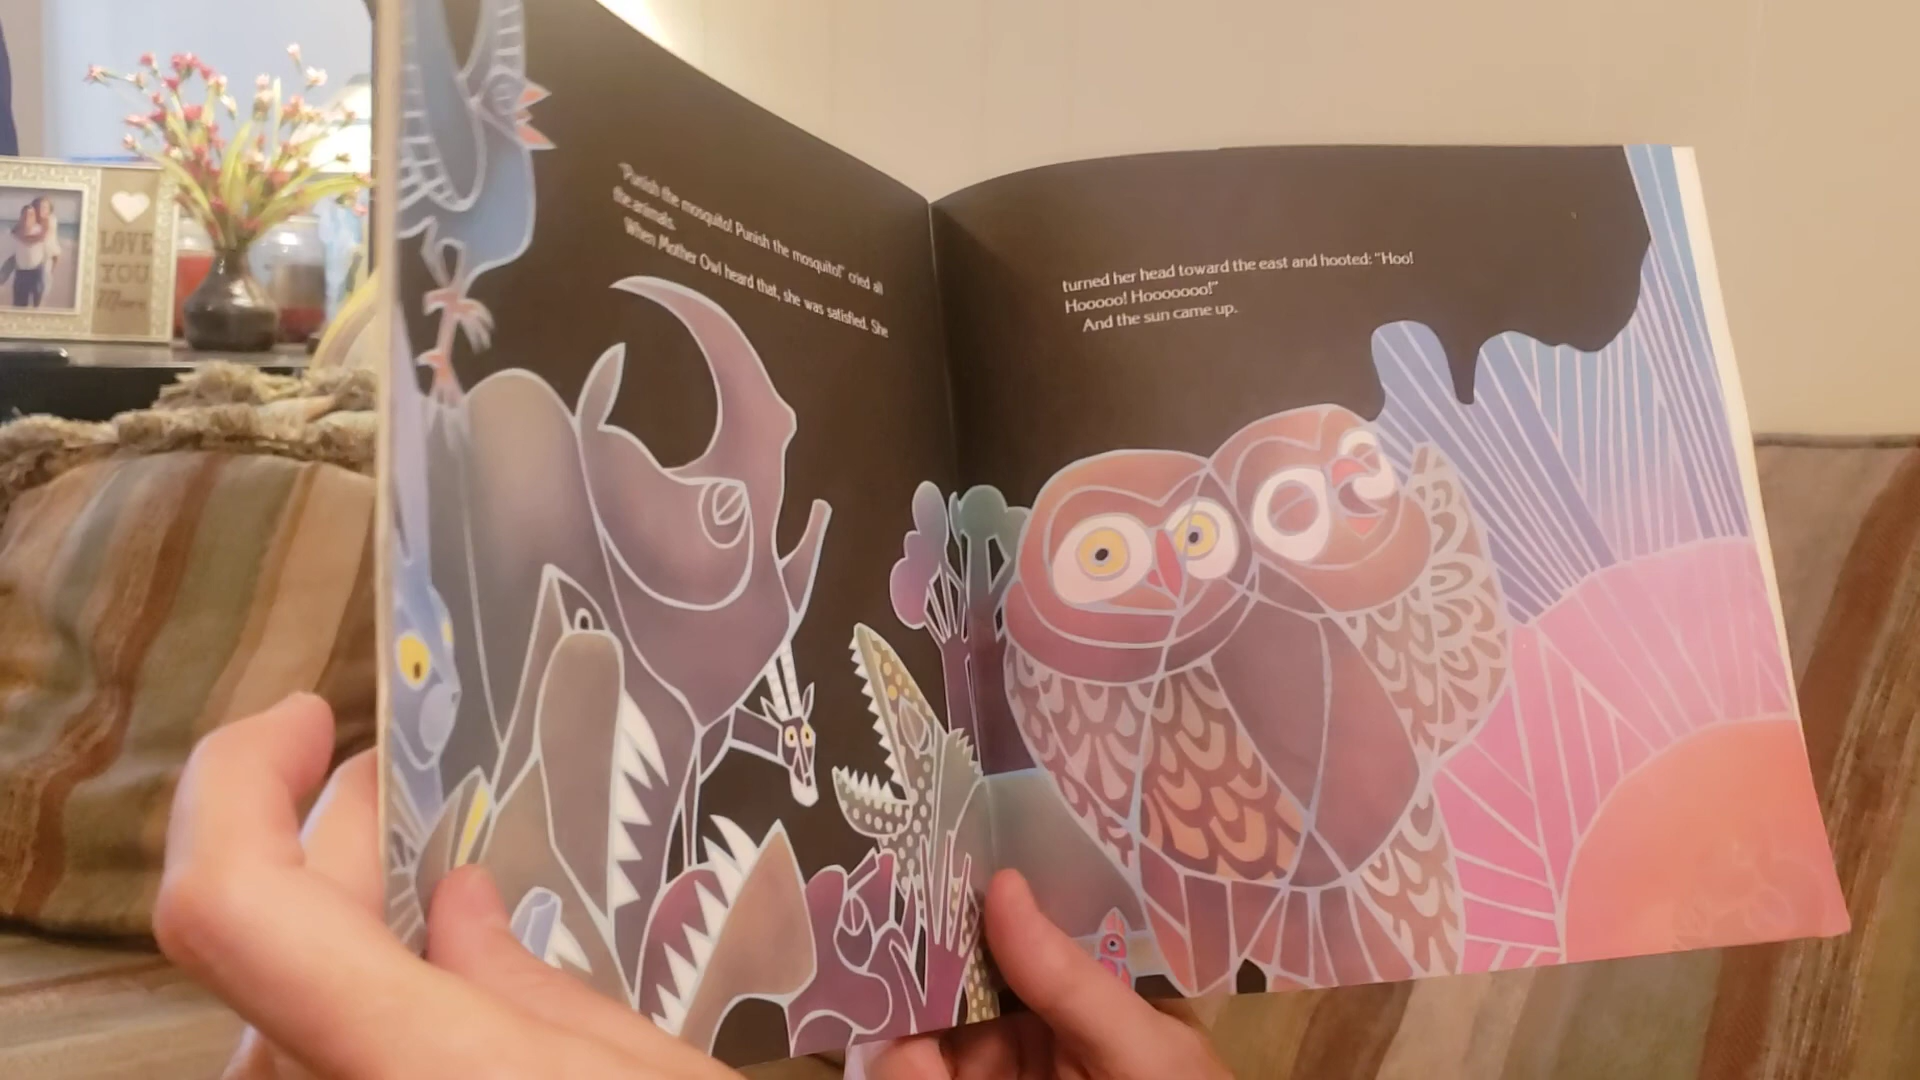 LOVE
YOU
More
"Punish the mosquito! Punish the mosquito!" cried all
the animals.
When Mother Owl heard that, she was satisfied. She
turned her head toward the east and hooted: "Hoo!
Hooooo! Hooooooo!"
And the sun came up.